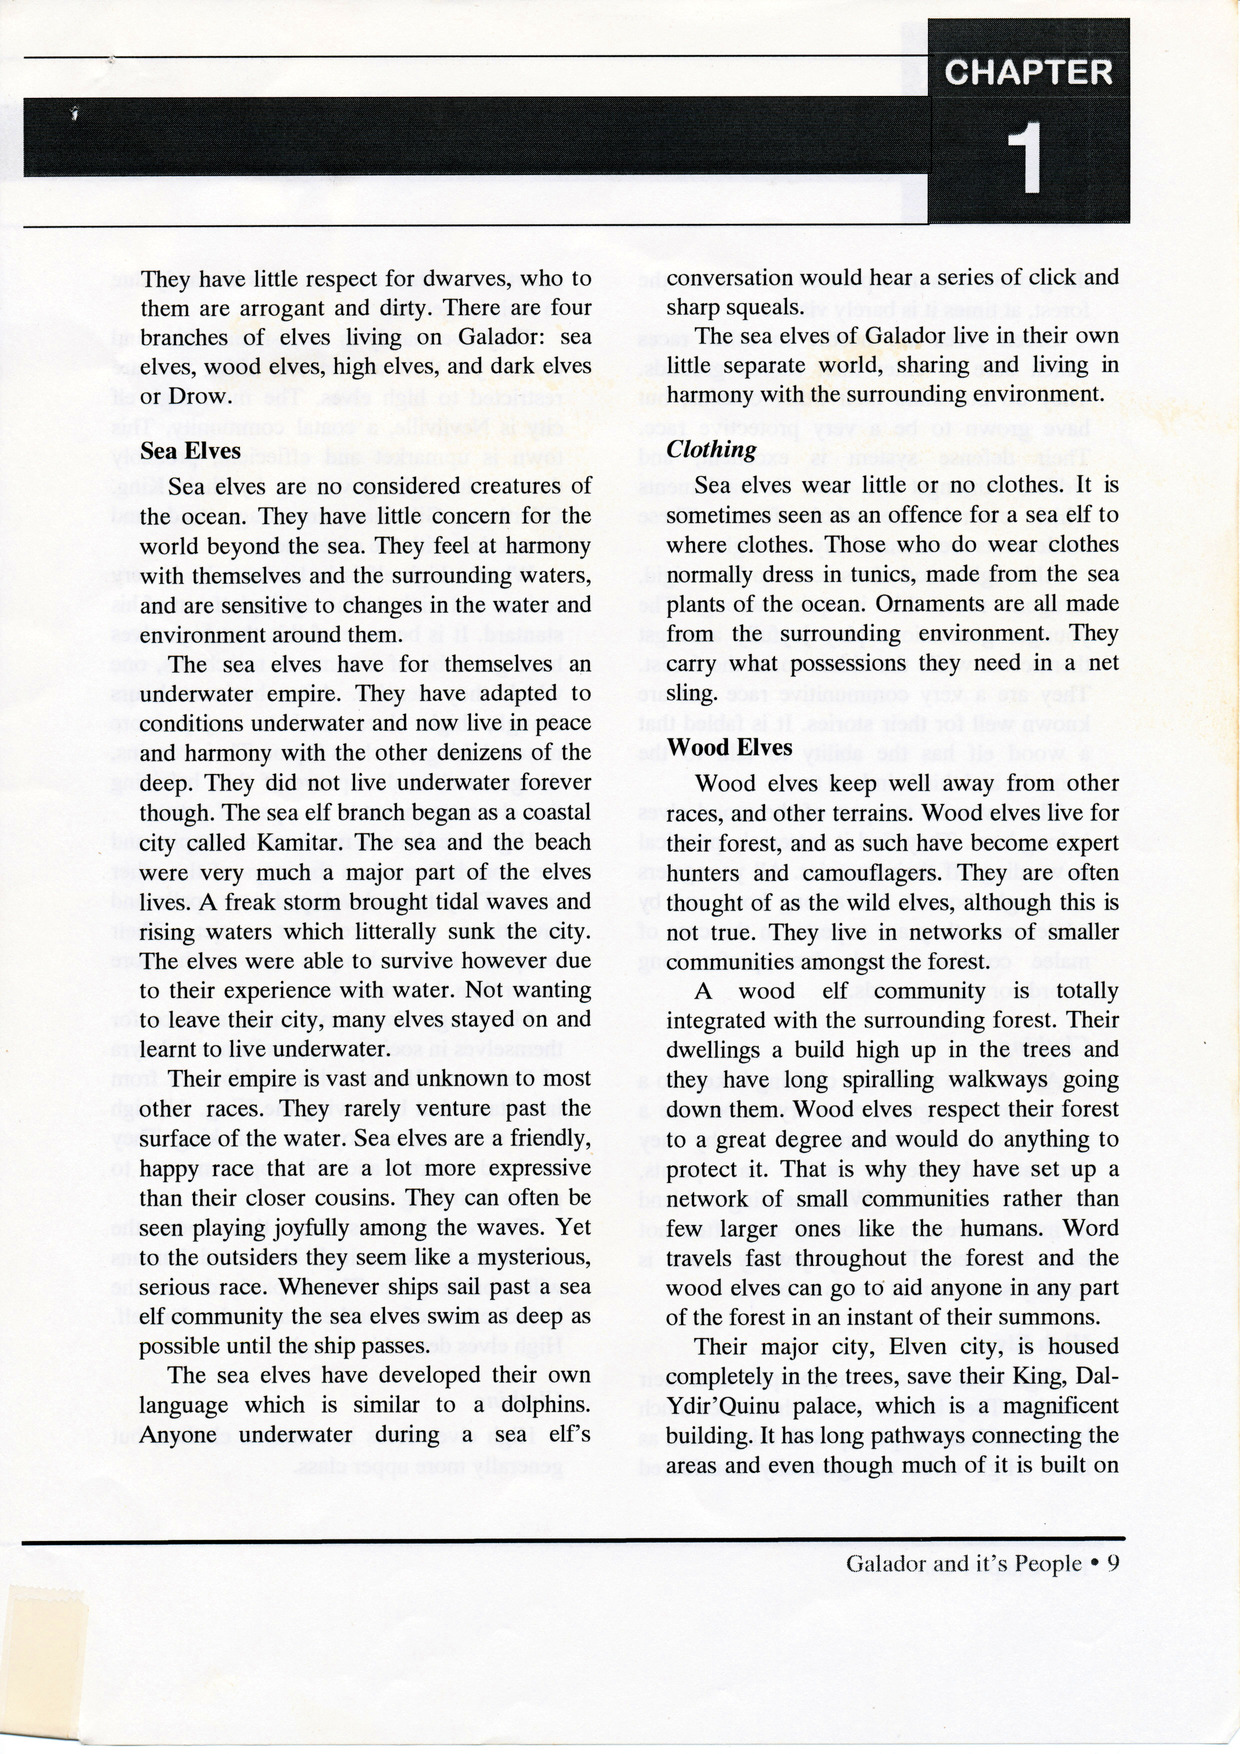 CHAPTER
1
They have little respect for dwarves, who to
them are arrogant and dirty. There are four
branches of elves living on Galador: sea
elves, wood elves, high elves, and dark elves
or Drow.
Sea Elves
Sea elves are no considered creatures of
the ocean. They have little concern for the
world beyond the sea. They feel at harmony
with themselves and the surrounding waters,
and are sensitive to changes in the water and
environment around them.
The sea elves have for themselves an
underwater empire. They have adapted to
conditions underwater and now live in peace
and harmony with the other denizens of the
deep. They did not live underwater forever
though. The sea elf branch began as a coastal
city called Kamitar. The sea and the beach
were very much a major part of the elves
lives. A freak storm brought tidal waves and
rising waters which litterally sunk the city.
The elves were able to survive however due
to their experience with water. Not wanting
to leave their city, many elves stayed on and
learnt to live underwater.
Their empire is vast and unknown to most
other races. They rarely venture past the
surface of the water. Sea elves are a friendly,
happy race that are a lot more expressive
than their closer cousins. They can often be
seen playing joyfully among the waves. Yet
to the outsiders they seem like a mysterious,
serious race. Whenever ships sail past a sea
elf community the sea elves swim as deep as
possible until the ship passes.
The sea elves have developed their own
language which is similar to a dolphins.
Anyone underwater during a sea elf's
conversation would hear a series of click and
sharp squeals.
The sea elves of Galador live in their own
little separate world, sharing and living in
harmony with the surrounding environment.
Clothing
Sea elves wear little or no clothes. It is
sometimes seen as an offence for a sea elf to
where clothes. Those who do wear clothes
normally dress in tunics, made from the sea
plants of the ocean. Ornaments are all made
from the surrounding environment. They
carry what possessions they need in a net
sling.
Wood Elves
Wood elves keep well away from other
races, and other terrains. Wood elves live for
their forest, and as such have become expert
hunters and camouflagers. They are often
thought of as the wild elves, although this is
not true. They live in networks of smaller
communities amongst the forest.
A wood elf community is totally
integrated with the surrounding forest. Their
dwellings a build high up in the trees and
they have long spiralling walkways going
down them. Wood elves respect their forest
to a great degree and would do anything to
protect it. That is why they have set up a
network of small communities rather than
few larger ones like the humans. Word
travels fast throughout the forest and the
wood elves can go to aid anyone in any part
of the forest in an instant of their summons.
Their major city, Elven city, is housed
completely in the trees, save their King, Dal-
Ydir'Quinu palace, which is a magnificent
building. It has long pathways connecting the
areas and even though much of it is built on
Galador and it's People • 9